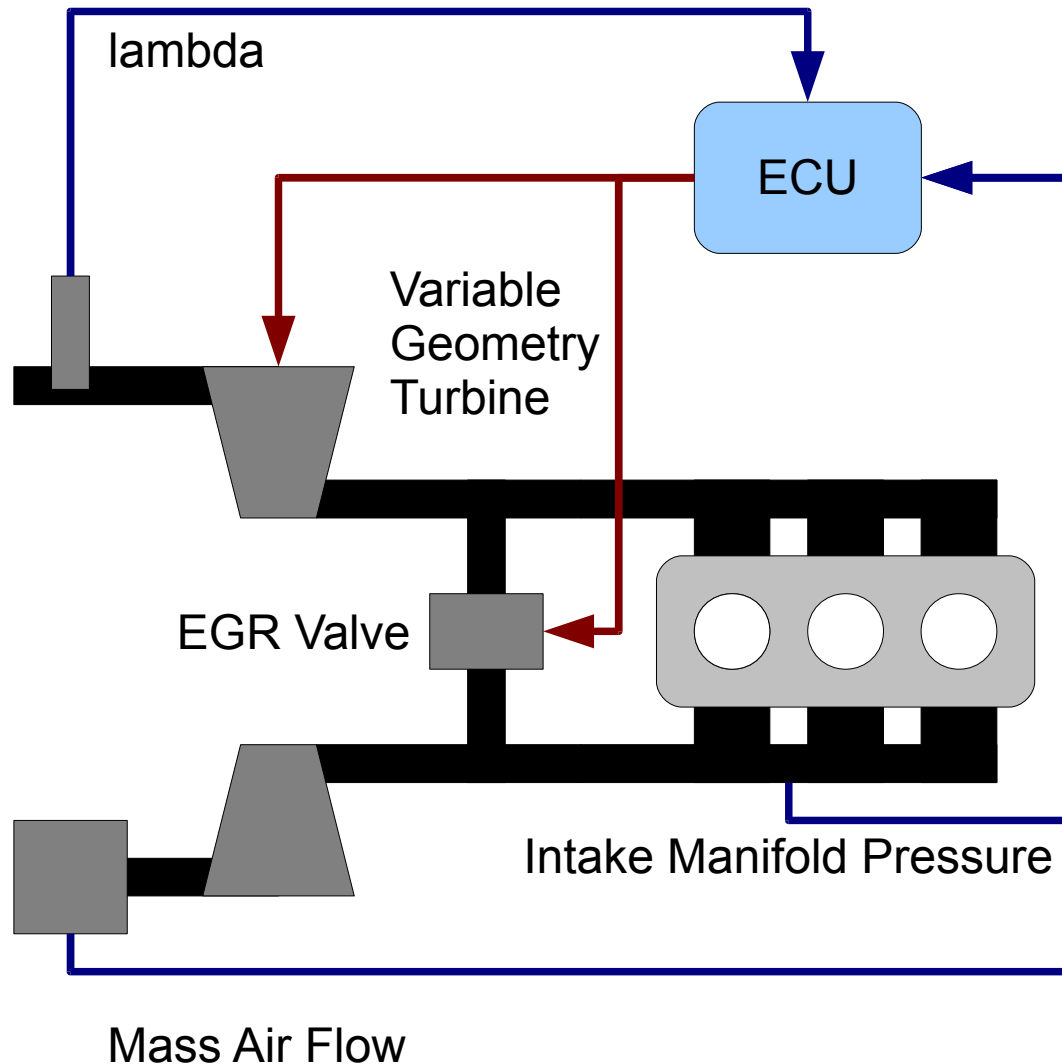 lambda
ECU
Variable
Geometry
Turbine
EGR Valve
Intake Manifold Pressure
Mass Air Flow